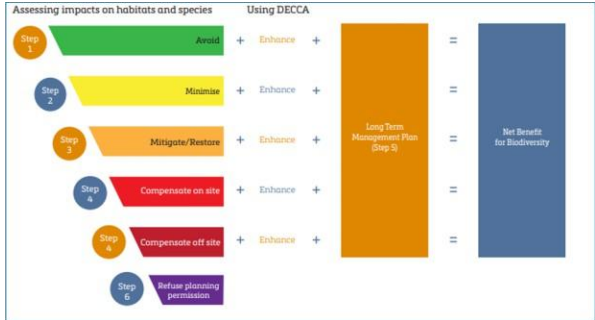 Assessing impacts on habitats and species Using DECCA
Step
1
Avoid + Enhance + =
Step
2
Minimise + Enhance + =
Step
3
Mitigate/Restore + Enhance + =
Long Term
Management Plan
(Step 5)
Net Benefit
for Biodiversity
Step
4
Compensate on site + Enhance + =
Step
4
Compensate off site + Enhance + =
Step
6
Refuse planning
permission